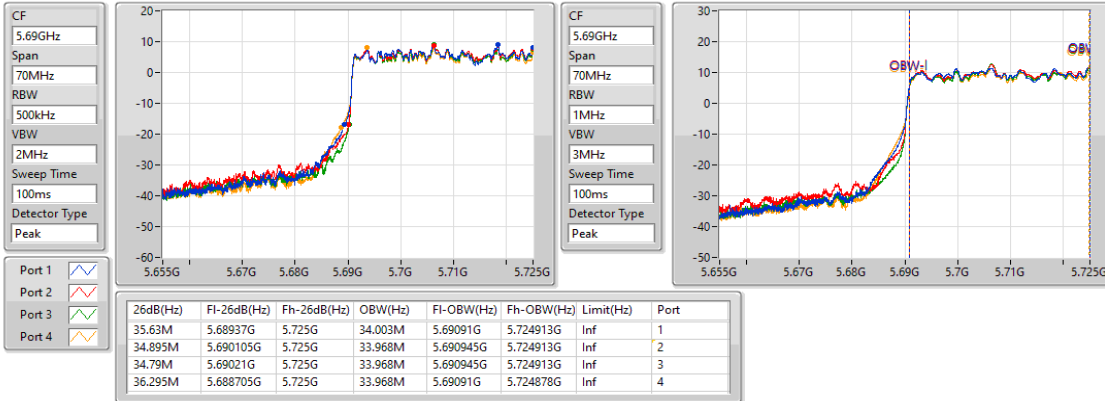 CF
5.69GHz
Span
70MHz
RBW
500kHz
VBW
2MHz
Sweep Time
100ms
Detector Type
Peak
20
10
0
-10
-20
-30
-40
-50
-60
5.655G 5.67G 5.68G 5.69G 5.7G 5.71G 5.725G
CF
5.69GHz
Span
70MHz
RBW
1MHz
VBW
3MHz
Sweep Time
100ms
Detector Type
Peak
30
20
10
0
-10
-20
-30
-40
-50
OBW-l
5.655G 5.67G 5.68G 5.69G 5.7G 5.71G 5.725G
Port 1
Port 2
Port 3
Port 4
26dB(Hz) Fl-26dB(Hz) Fh-26dB(Hz) OBW(Hz) Fl-OBW(Hz) Fh-OBW(Hz) Limit(Hz) Port
35.63M 5.68937G 5.725G 34.003M 5.69091G 5.724913G Inf 1
34.895M 5.690105G 5.725G 33.968M 5.690945G 5.724913G Inf 2
34.79M 5.69021G 5.725G 33.968M 5.690945G 5.724913G Inf 3
36.295M 5.688705G 5.725G 33.968M 5.69091G 5.724878G Inf 4